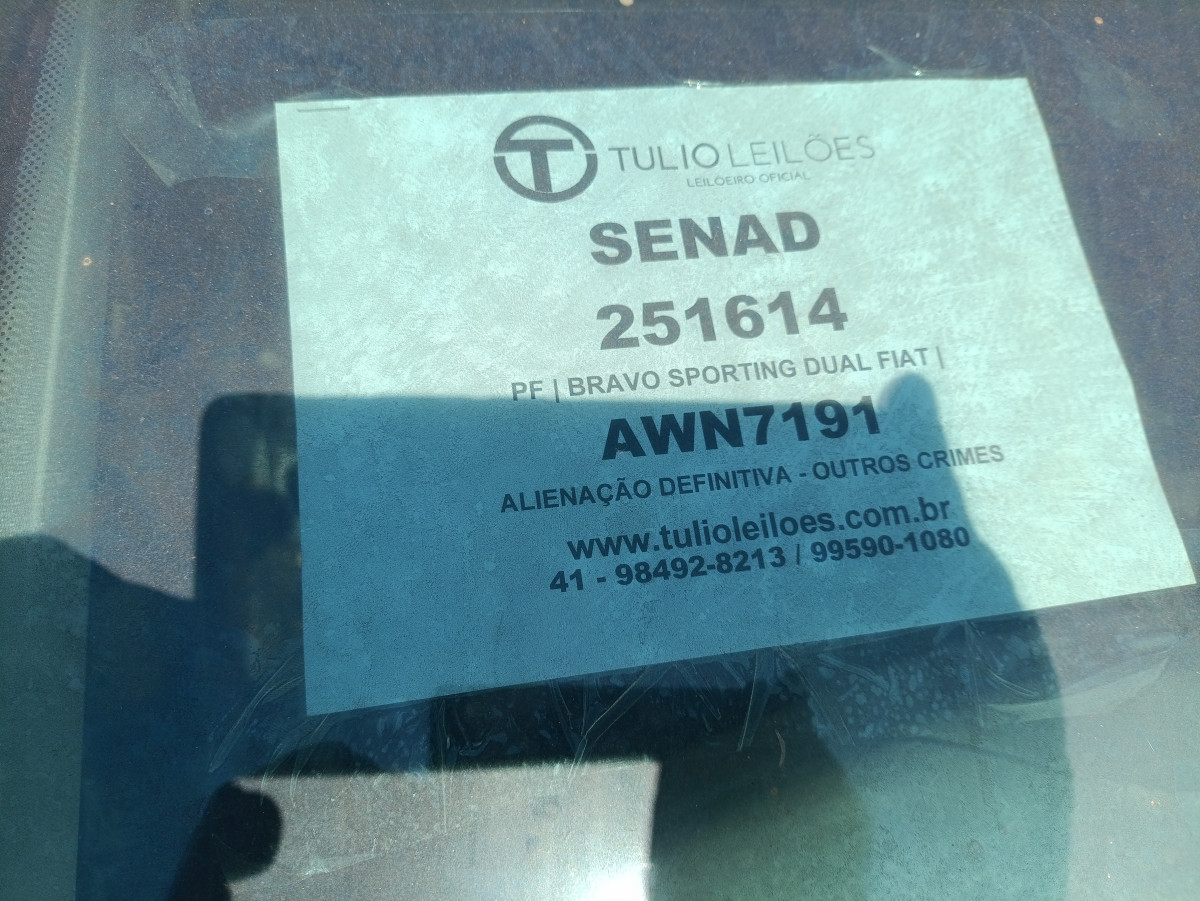 TULIO LEILÕES
LEILOEIRO OFICIAL
SENAD
251614
PF | BRAVO SPORTING DUAL FIAT |
AWN7191
ALIENAÇÃO DEFINITIVA - OUTROS CRIMES
www.tulioleiloes.com.br
41 - 98492-8213 / 99590-1080